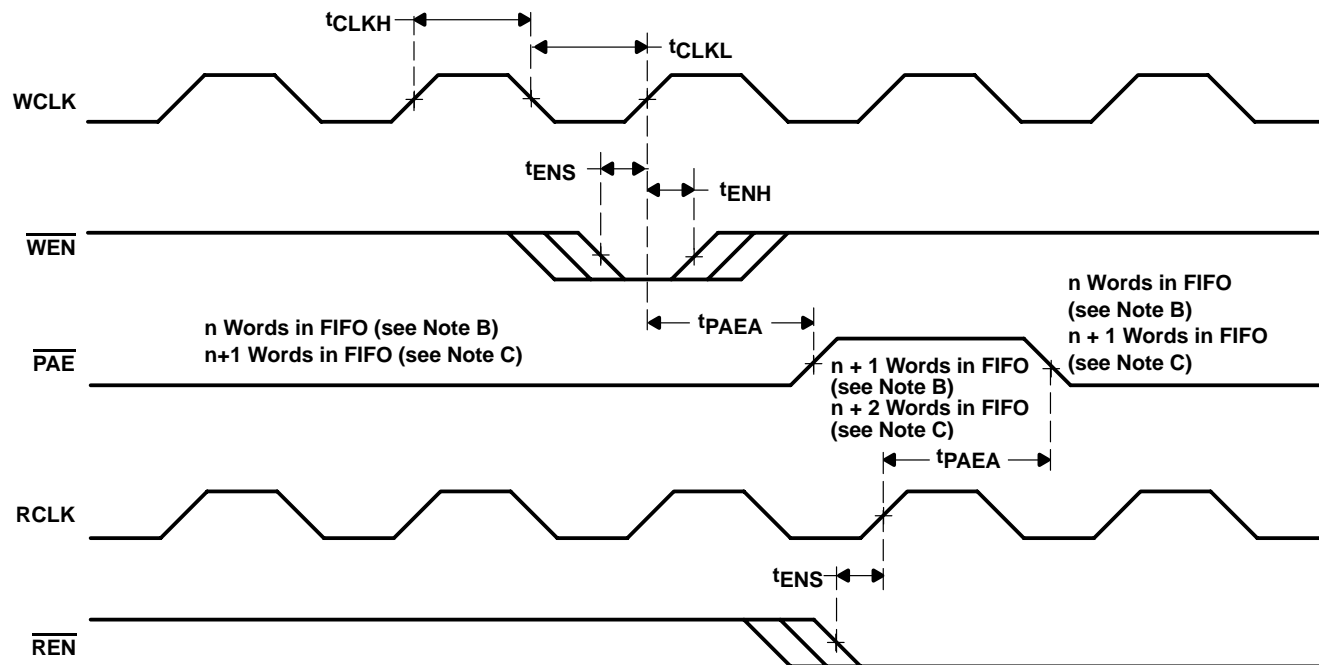 tCLKH
tCLKL
WCLK
tENS
tENH
WEN
n Words in FIFO (see Note B)
n+1 Words in FIFO (see Note C)
tPAEA
n Words in FIFO
(see Note B)
n + 1 Words in FIFO
(see Note C)
PAE
n + 1 Words in FIFO
(see Note B)
n + 2 Words in FIFO
(see Note C)
tPAEA
RCLK
tENS
REN